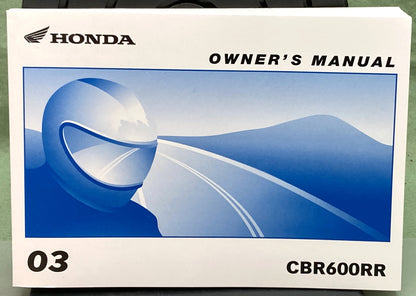 HONDA
OWNER'S MANUAL
03
CBR600RR